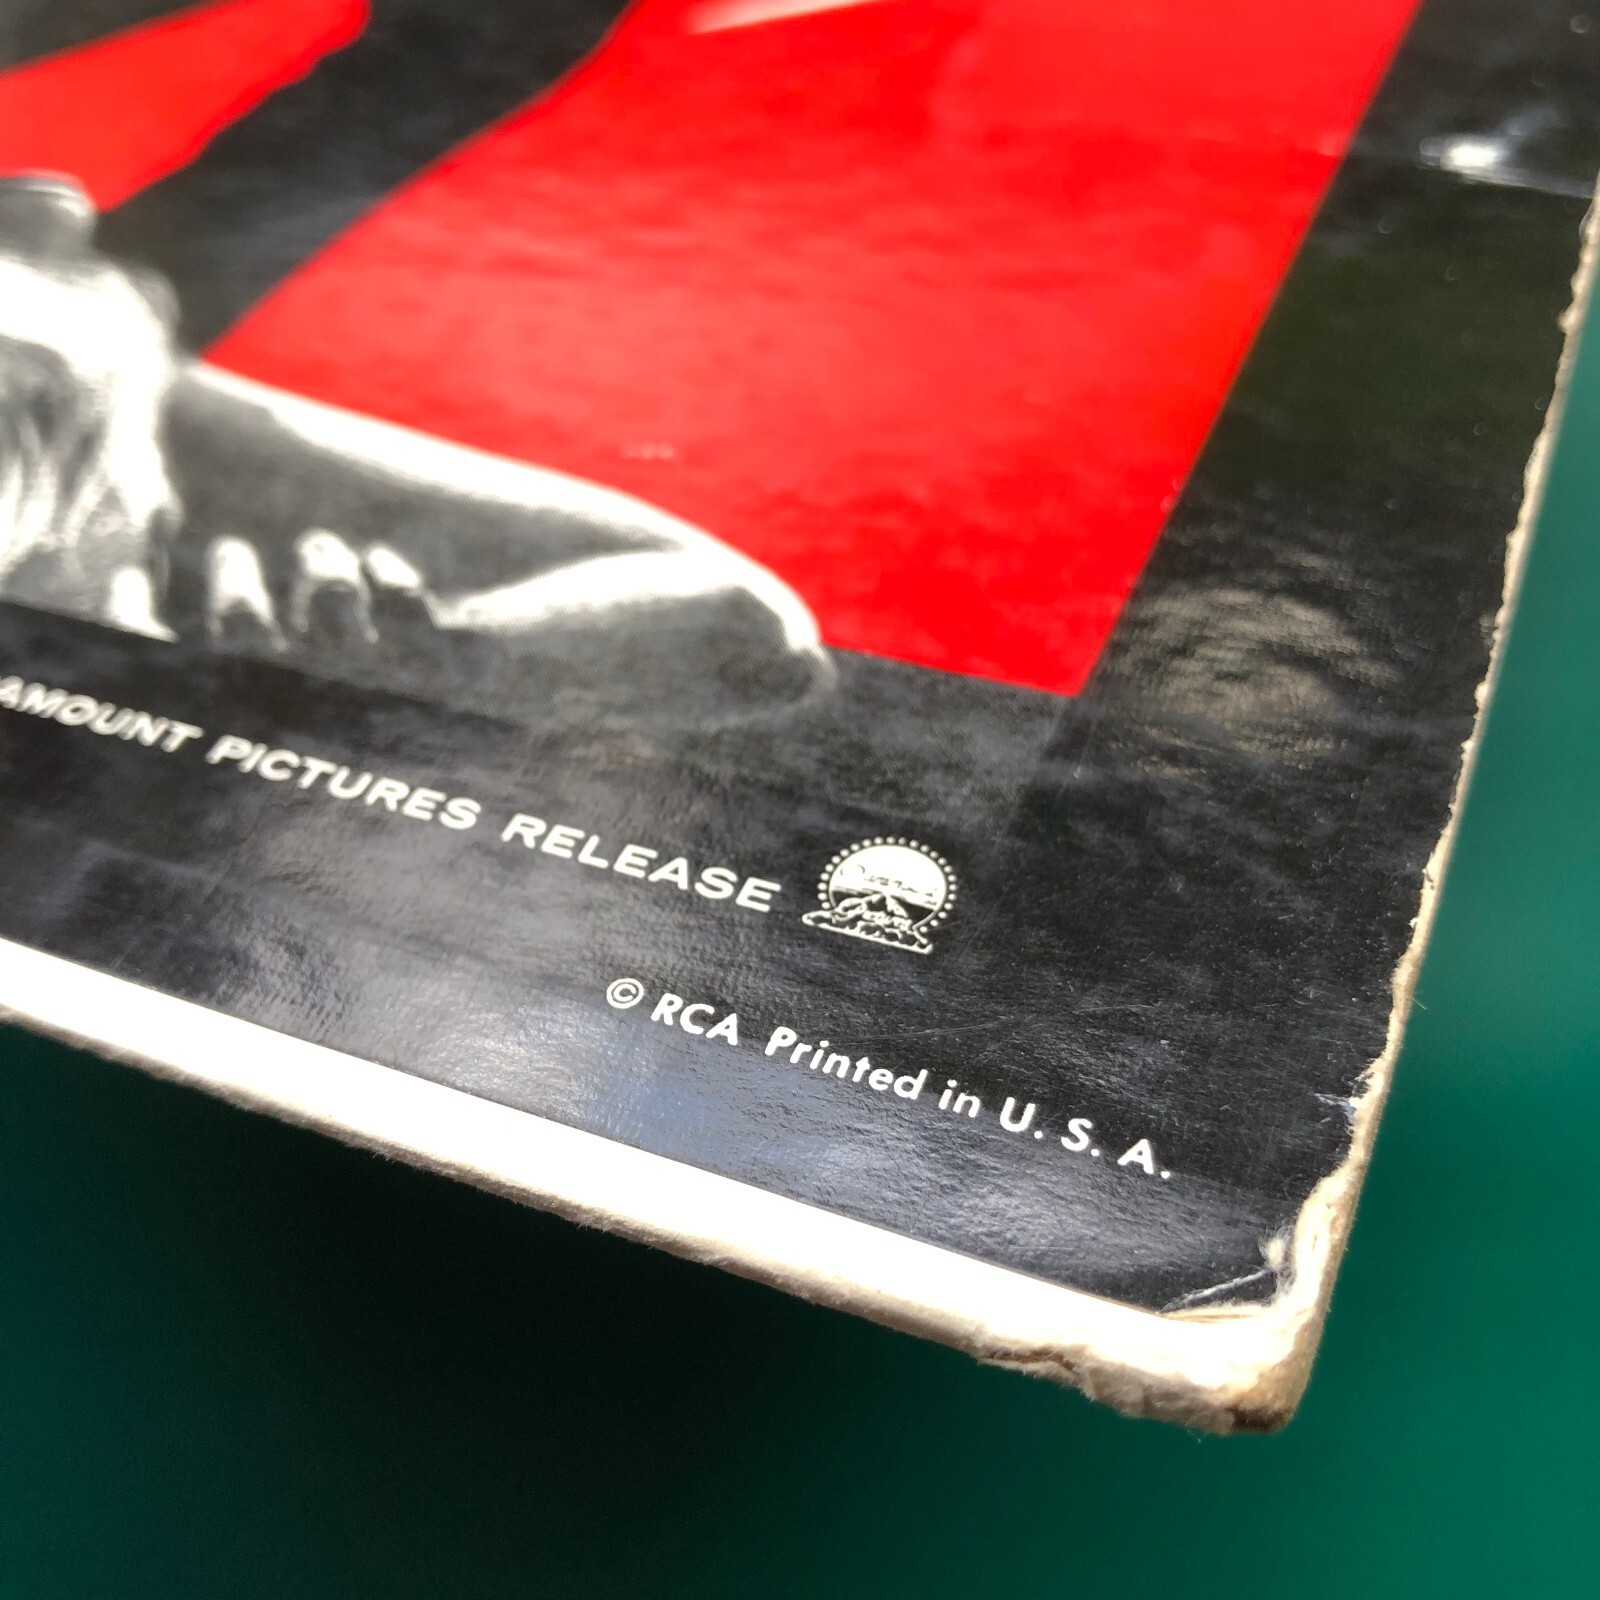 AMOUNT PICTURES RELEASE
© RCA Printed in U. S. A.